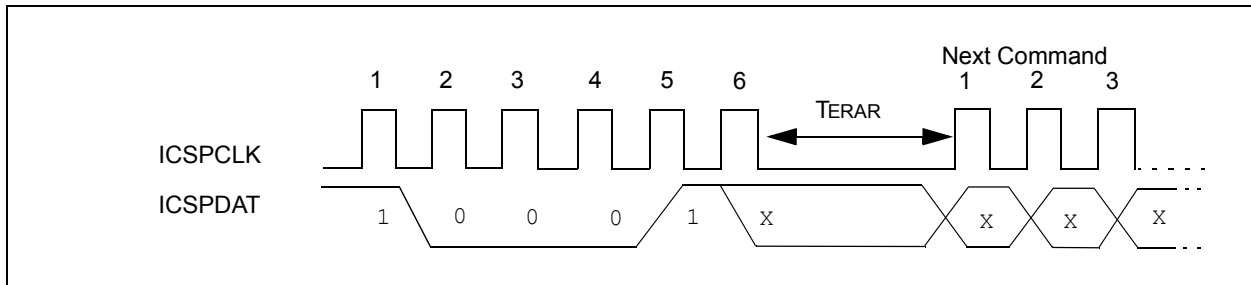 Next Command
1 2 3 4 5 6 1 2 3
TERAR
ICSPCLK
ICSPDAT
1 0 0 0 1 X X X X